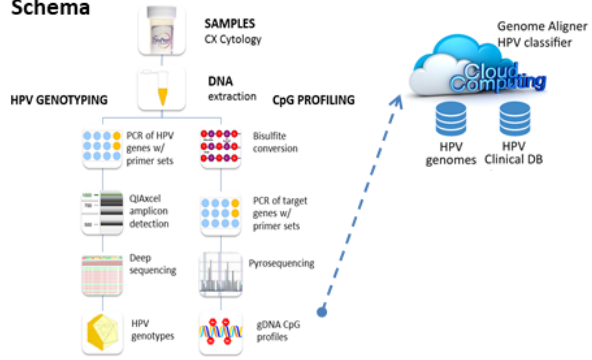 Schema
SAMPLES
CX Cytology
DNA
extraction
HPV GENOTYPING
CpG PROFILING
PCR of HPV
genes w/
primer sets
QIAxcel
amplicon
detection
Deep
sequencing
HPV
genotypes
Bisulfite
conversion
PCR of target
genes w/
primer sets
Pyrosequencing
gDNA CpG
profiles
Genome Aligner
HPV classifier
Cloud
Computing
HPV
genomes
HPV
Clinical DB